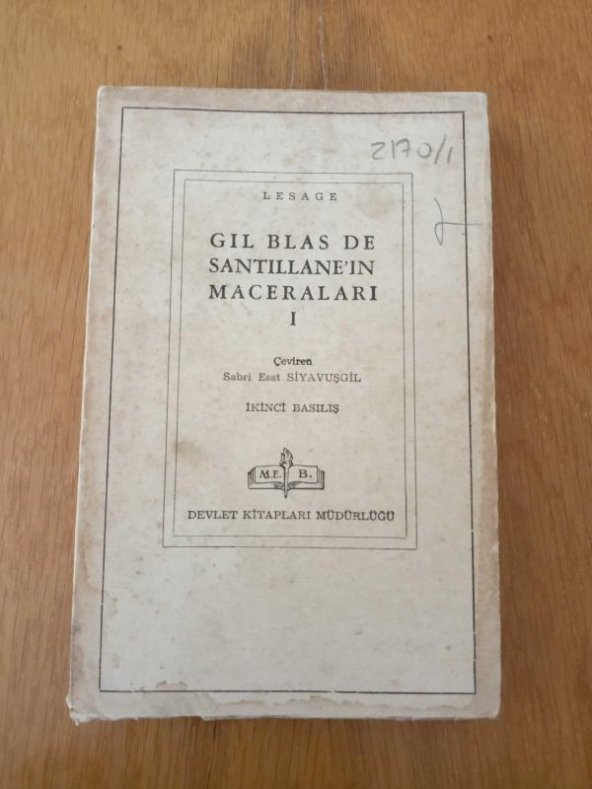 2170/1
LESAGE
GIL BLAS DE
SANTILLANE'IN
MACERALARI
I
Çeviren
Sabri Esat SİYAVUŞGİL
İKİNCİ BASILIŞ
M.E. B.
DEVLET KİTAPLARI MÜDÜRLÜĞÜ